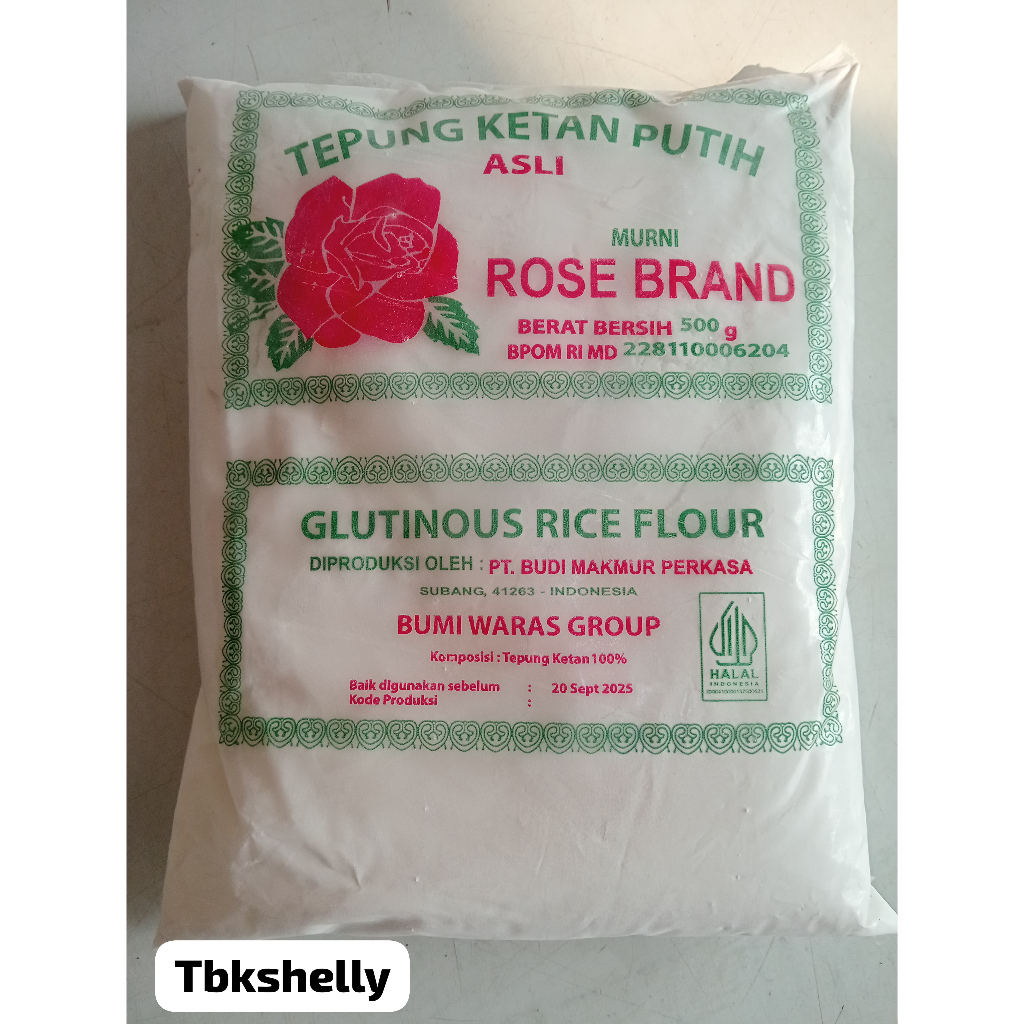 TEPUNG KETAN PUTIH
ASLI
MURNI
ROSE BRAND
BERAT BERSIH 500 g
BPOM RI MD 228110006204
GLUTINOUS RICE FLOUR
DIPRODUKSI OLEH : PT. BUDI MAKMUR PERKASA
SUBANG, 41263 - INDONESIA
BUMI WARAS GROUP
Komposisi : Tepung Ketan 100%
Baik digunakan sebelum : 20 Sept 2025
Kode Produksi :
HALAL
INDONESIA
Tbkshelly